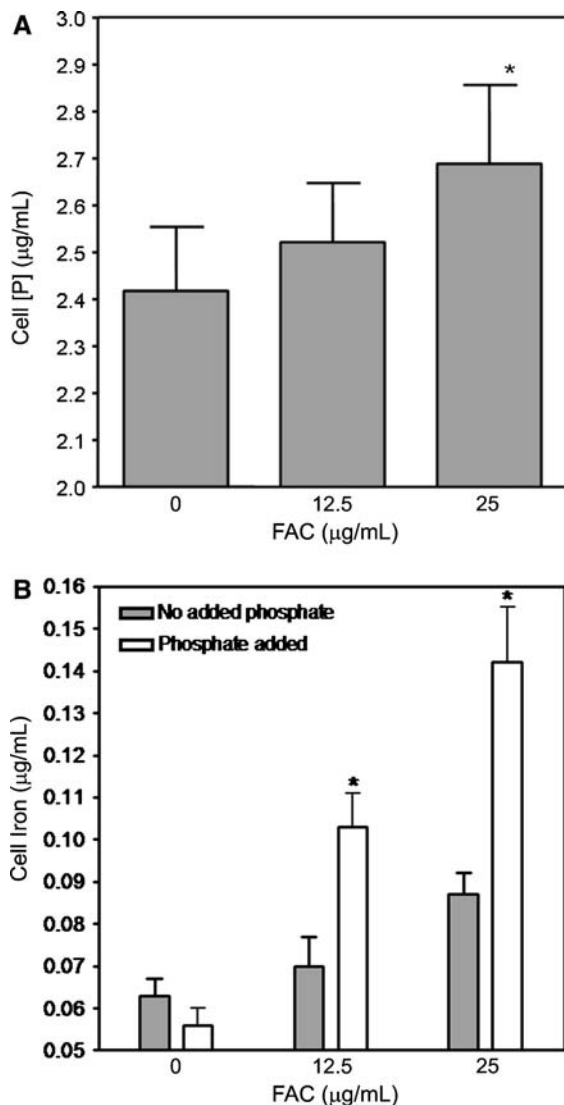 A
3.0
2.9
2.8
2.7
2.6
2.5
2.4
2.3
2.2
2.1
2.0
Cell [P] (µg/mL)
*
0 12.5 25
FAC (µg/mL)
B
0.16
0.15
0.14
0.13
0.12
0.11
0.10
0.09
0.08
0.07
0.06
0.05
Cell Iron (µg/mL)
No added phosphate
Phosphate added
*
*
0 12.5 25
FAC (µg/mL)